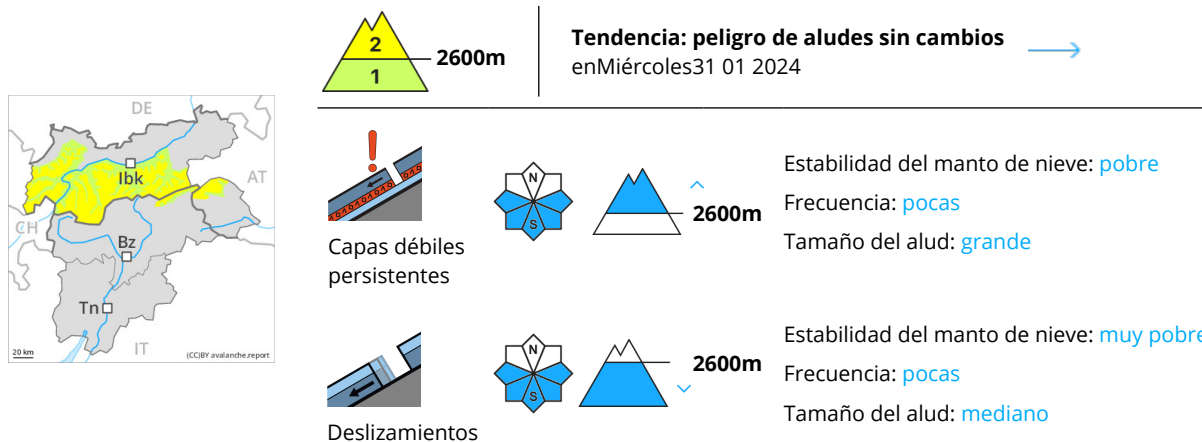 2
1
2600m
Tendencia: peligro de aludes sin cambios
enMiércoles31 01 2024
DE
Ibk
AT
CH
Bz
Tn
IT
20 km
(CC)BY avalanche.report
Capas débiles
persistentes
N
S
2600m
Estabilidad del manto de nieve: pobre
Frecuencia: pocas
Tamaño del alud: grande
Deslizamientos
N
S
2600m
Estabilidad del manto de nieve: muy pobre
Frecuencia: pocas
Tamaño del alud: mediano